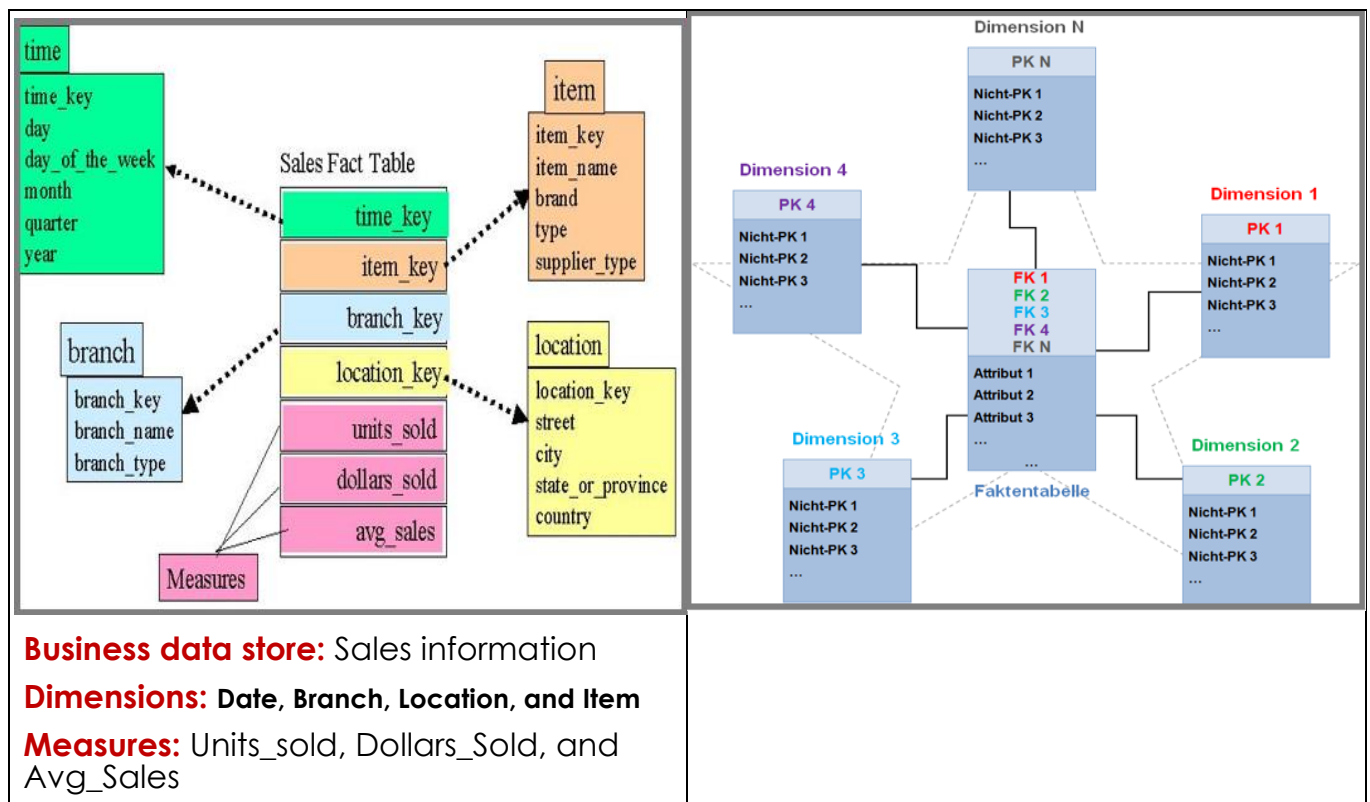 time
time_key
day
day_of_the_week
month
quarter
year
item
item_key
item_name
brand
type
supplier_type
Sales Fact Table
time_key
item_key
branch_key
location_key
units_sold
dollars_sold
avg_sales
branch
branch_key
branch_name
branch_type
location
location_key
street
city
state_or_province
country
Measures
Dimension N
PK N
Nicht-PK 1
Nicht-PK 2
Nicht-PK 3
...
Dimension 4
PK 4
Nicht-PK 1
Nicht-PK 2
Nicht-PK 3
...
Dimension 1
PK 1
Nicht-PK 1
Nicht-PK 2
Nicht-PK 3
...
FK 1
FK 2
FK 3
FK 4
FK N
Attribut 1
Attribut 2
Attribut 3
...
...
Faktentabelle
Dimension 3
PK 3
Nicht-PK 1
Nicht-PK 2
Nicht-PK 3
...
Dimension 2
PK 2
Nicht-PK 1
Nicht-PK 2
Nicht-PK 3
...
Business data store: Sales information
Dimensions: Date, Branch, Location, and Item
Measures: Units_sold, Dollars_Sold, and
Avg_Sales